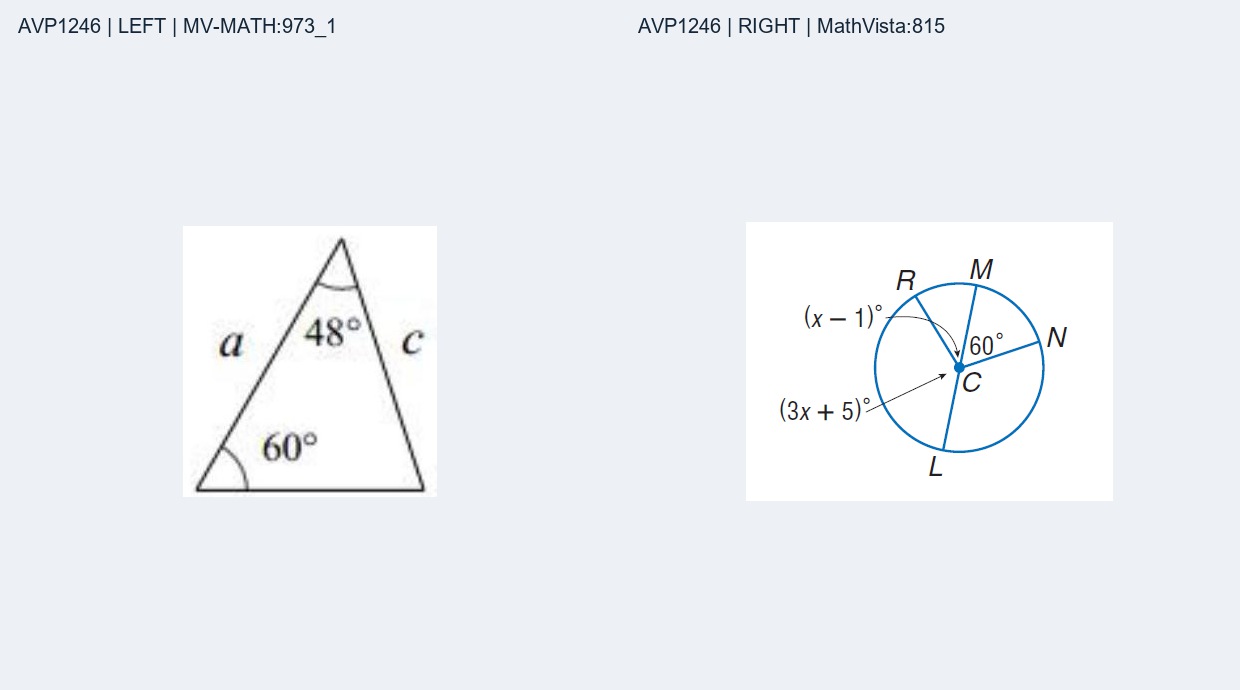 AVP1246 | LEFT | MV-MATH:973_1
AVP1246 | RIGHT | MathVista:815
a
48°
c
60°
R
M
(x − 1)°
60°
N
C
(3x + 5)°
L